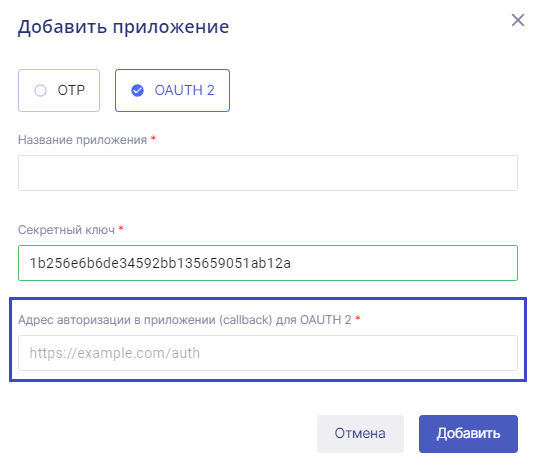 Добавить приложение
OTP
OAUTH 2
Название приложения *
Секретный ключ *
1b256e6b6de34592bb135659051ab12a
Адрес авторизации в приложении (callback) для OAUTH 2 *
https://example.com/auth
Отмена
Добавить